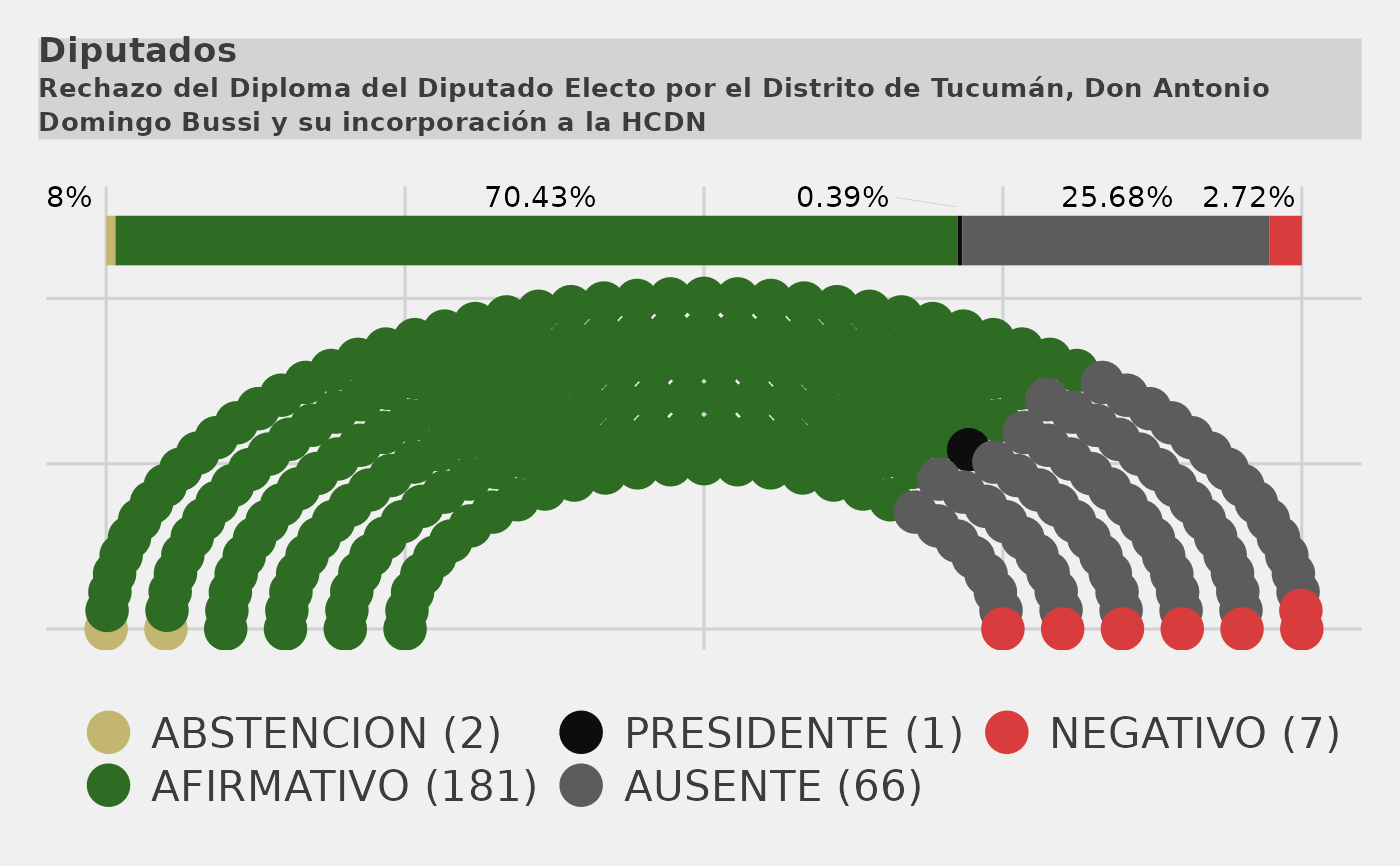 Diputados
Rechazo del Diploma del Diputado Electo por el Distrito de Tucumán, Don Antonio
Domingo Bussi y su incorporación a la HCDN
8% 70.43% 0.39% 25.68% 2.72%
ABSTENCION (2) PRESIDENTE (1) NEGATIVO (7)
AFIRMATIVO (181) AUSENTE (66)